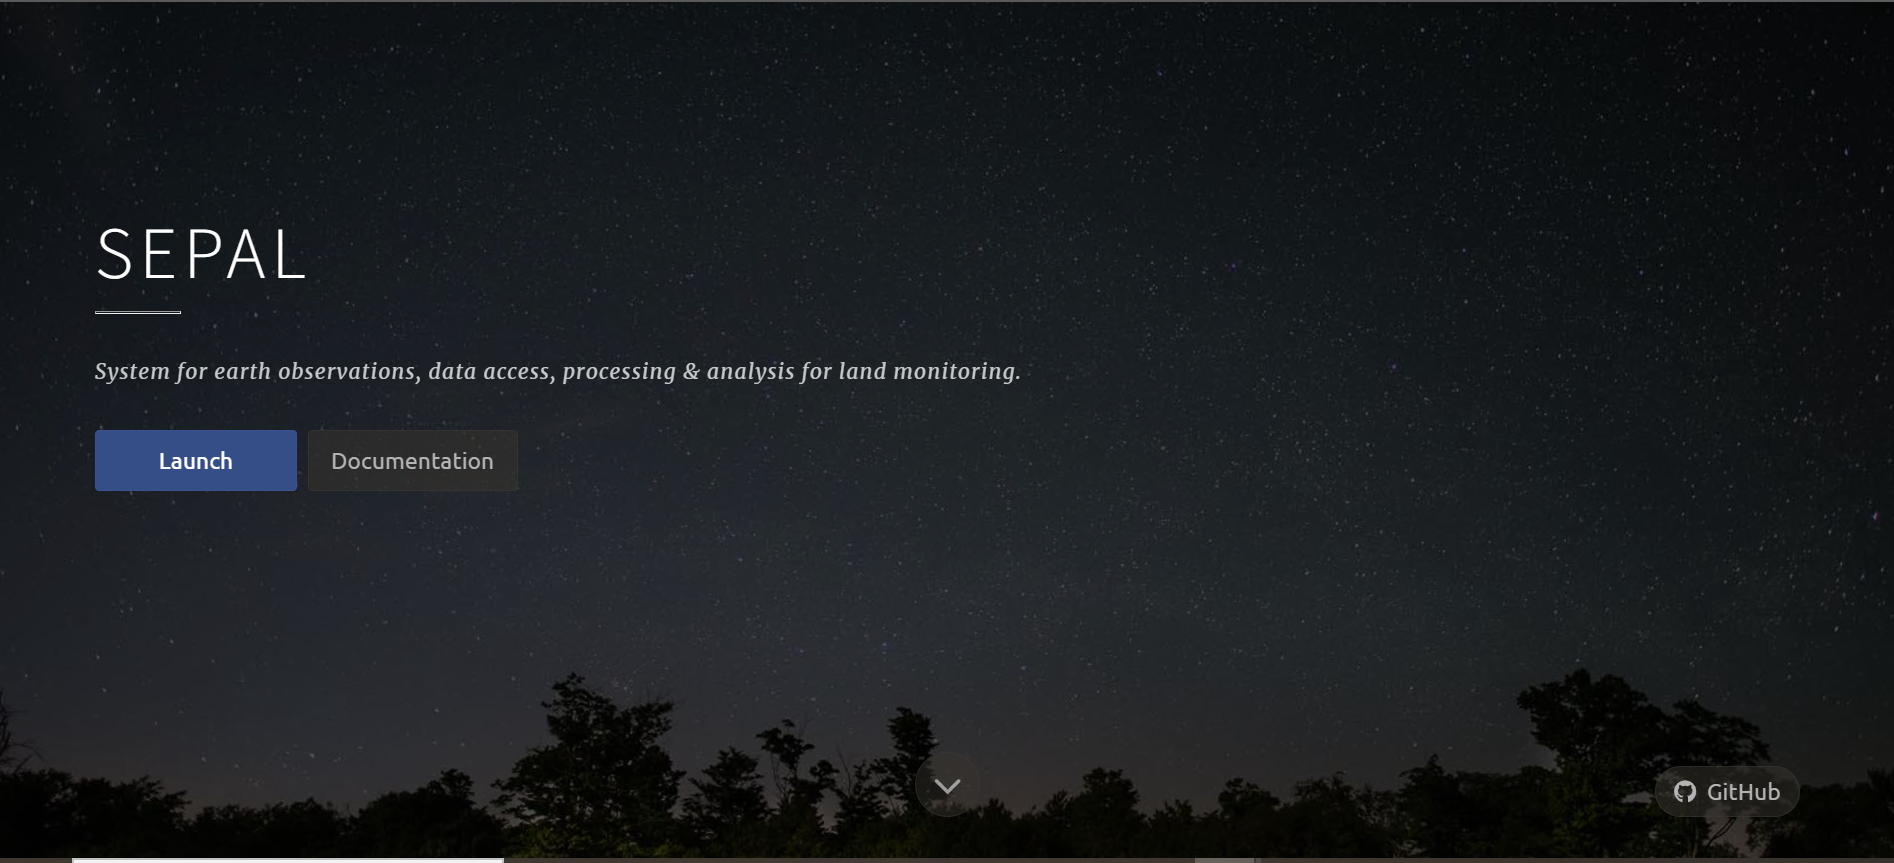 SEPAL
System for earth observations, data access, processing & analysis for land monitoring.
Launch
Documentation
GitHub